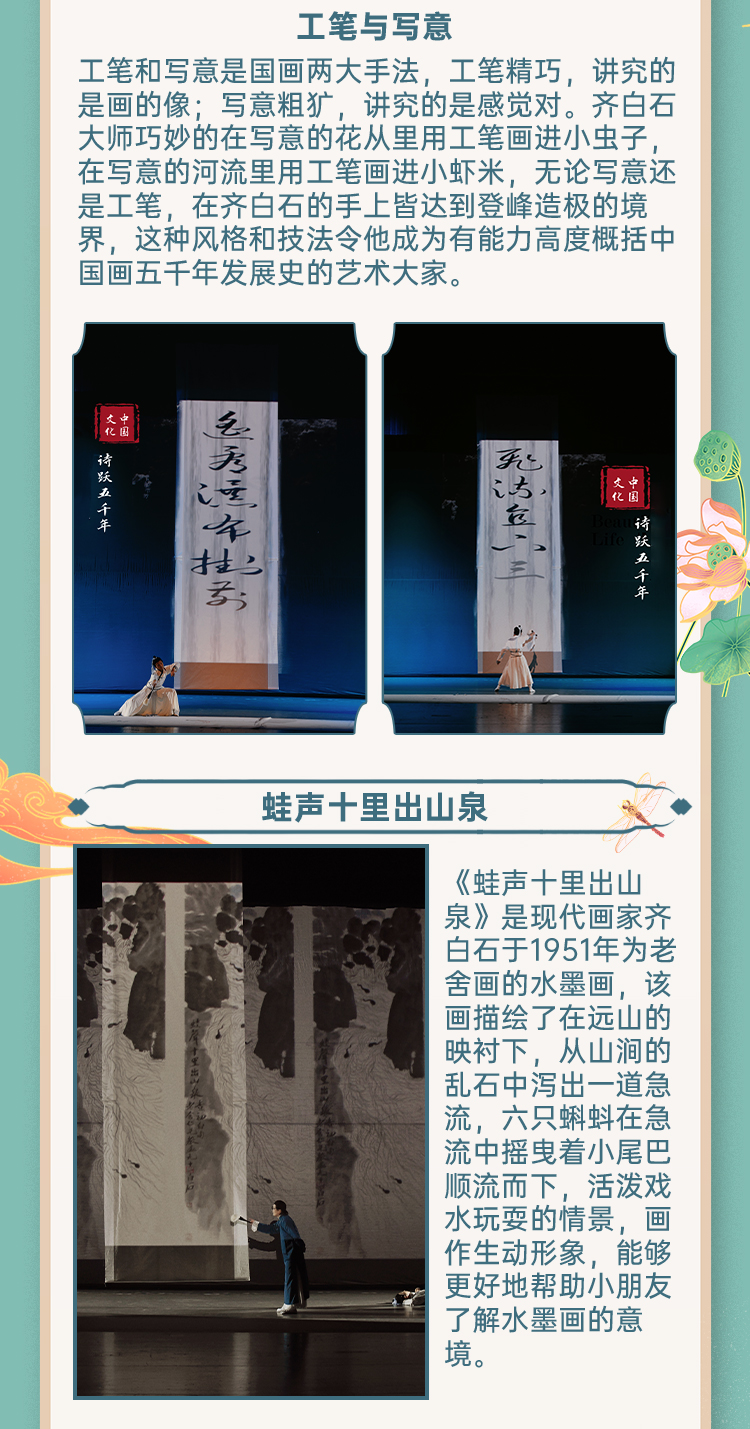 工笔与写意
工笔和写意是国画两大手法，工笔精巧，讲究的
是画的像；写意粗犷，讲究的是感觉对。齐白石
大师巧妙的在写意的花丛里用工笔画进小虫子，
在写意的河流里用工笔画进小虾米，无论写意还
是工笔，在齐白石的手上皆达到登峰造极的境
界，这种风格和技法令他成为有能力高度概括中
国画五千年发展史的艺术大家。
中国
文化
诗跃五千年
中国
文化
诗跃五千年
Beau
Life
蛙声十里出山泉
《蛙声十里出山
泉》是现代画家齐
白石于1951年为老
舍画的水墨画，该
画描绘了在远山的
映衬下，从山涧的
乱石中泻出一道急
流，六只蝌蚪在急
流中摇曳着小尾巴
顺流而下，活泼戏
水玩耍的情景，画
作生动形象，能够
更好地帮助小朋友
了解水墨画的意
境。
蛙声十里出山泉